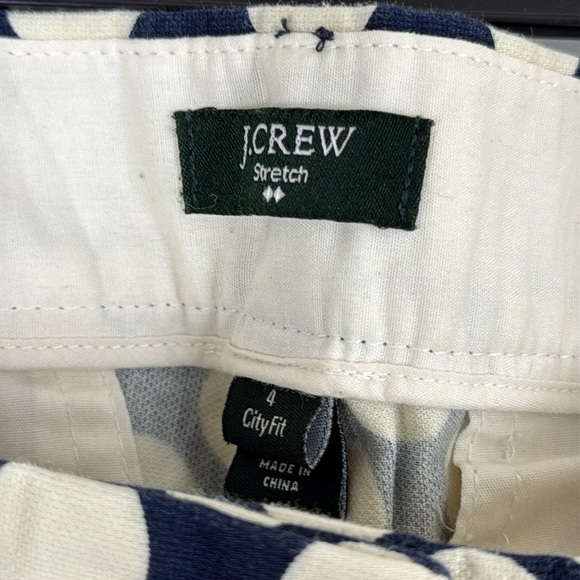 J.CREW
Stretch
4
CityFit
MADE IN
CHINA